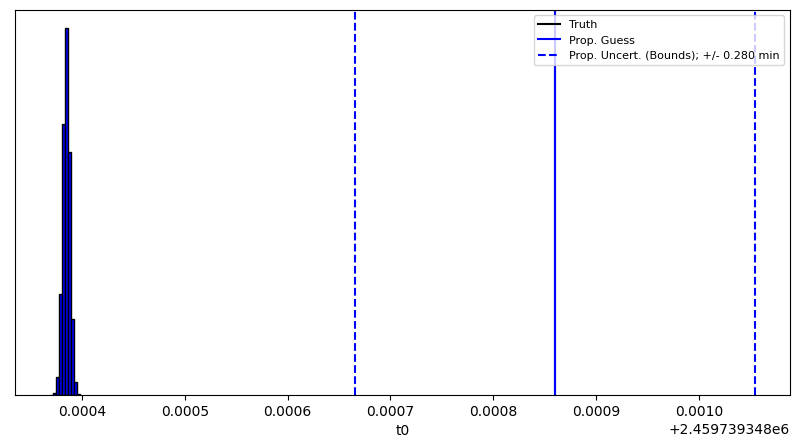 Truth
Prop. Guess
Prop. Uncert. (Bounds); +/- 0.280 min
0.0004 0.0005 0.0006 0.0007 0.0008 0.0009 0.0010
t0
+2.459739348e6